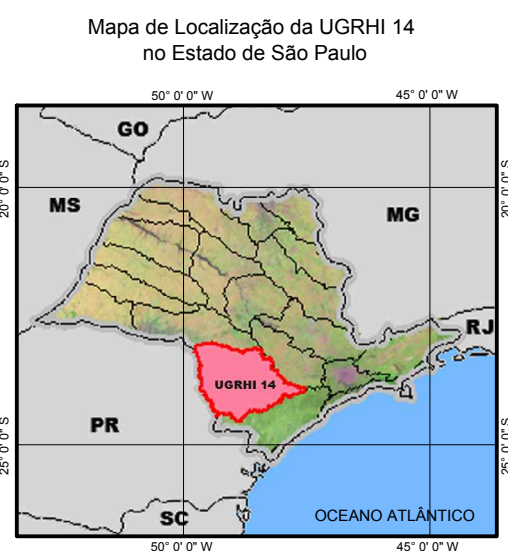 Mapa de Localização da UGRHI 14
no Estado de São Paulo
50° 0' 0" W
45° 0' 0" W
GO
20° 0' 0" S
20° 0' 0" S
MS
MG
RJ
UGRHI 14
PR
25° 0' 0" S
25° 0' 0" S
SC
OCEANO ATLÂNTICO
50° 0' 0" W
45° 0' 0" W